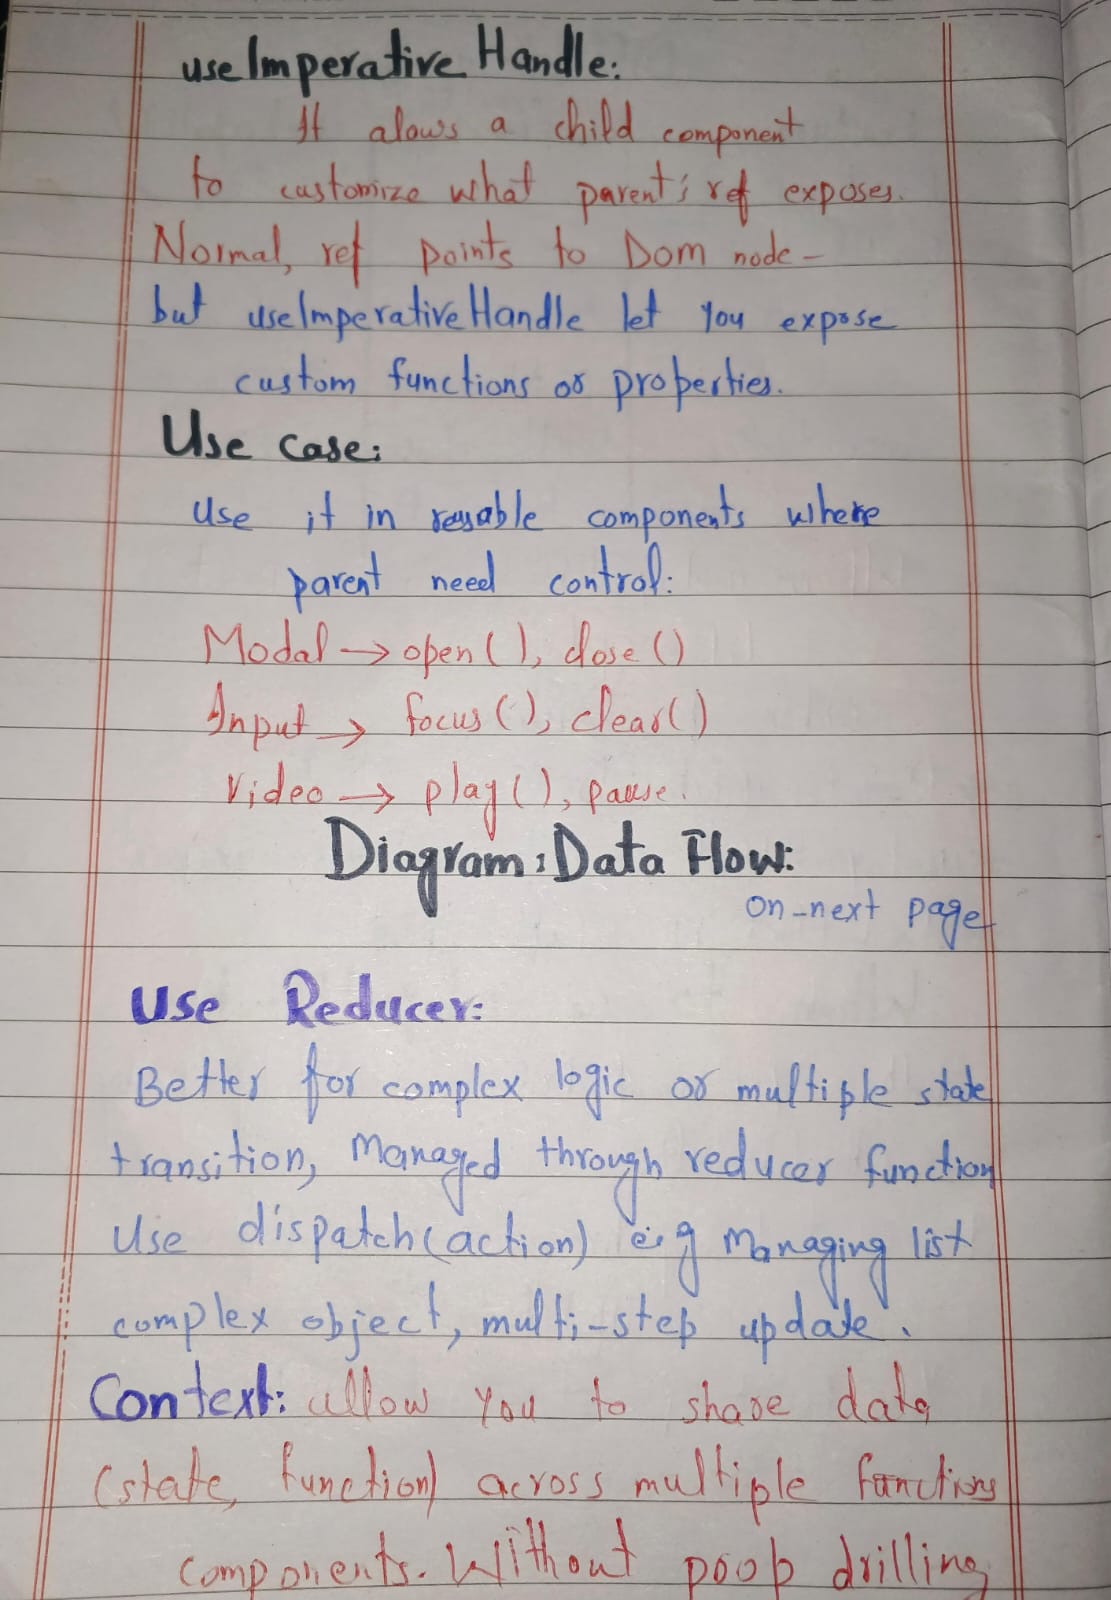 useImperative Handle:
It alows a child component
to customize what parent's ref exposes.
Normal, ref points to Dom node -
but useImperativeHandle let you expose
custom functions or properties.
Use case:
Use it in resuable components where
parent need control:
Modal → open(), close()
Input → focus(), clear()
Video → play(), pause.
Diagram: Data Flow:
on-next page
Use Reducer:
Better for complex logic or multiple state
transition, Managed through reducer function
Use dispatch(action) e.g Managing list
complex object, multi-step update.
Context: allow you to share data
(state, function) across multiple functions
components. Without poop drilling